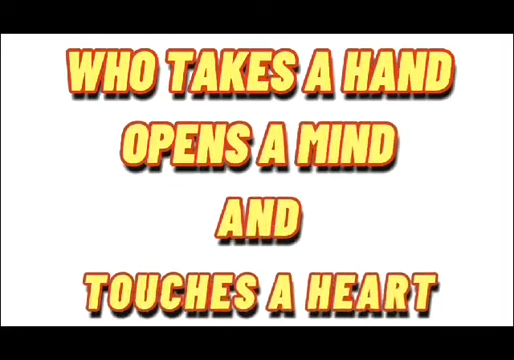 WHO TAKES A HAND
OPENS A MIND
AND
TOUCHES A HEART